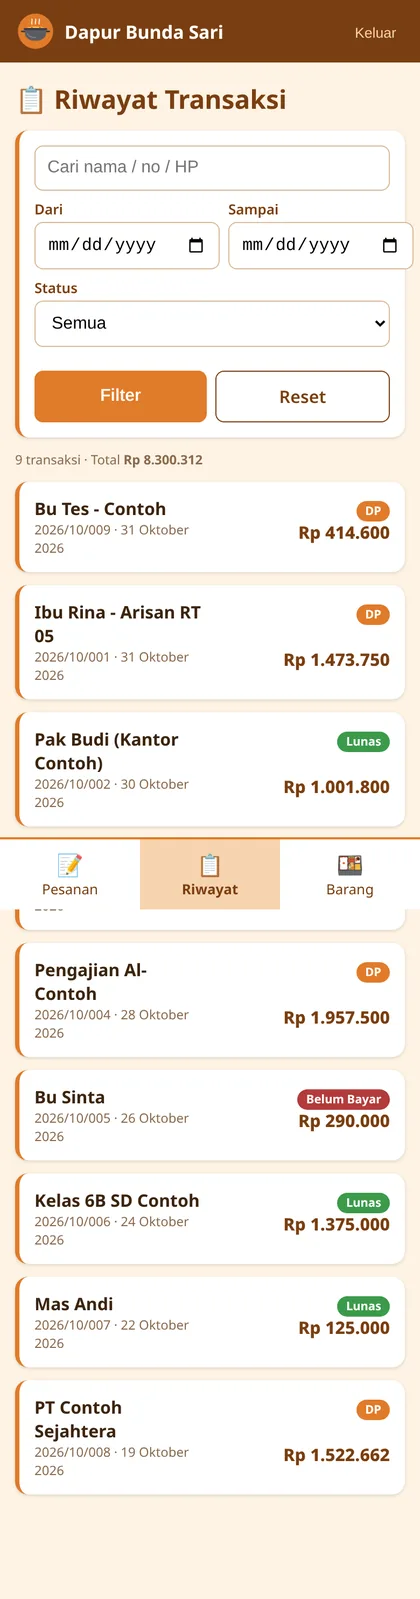 Dapur Bunda Sari
Keluar
📋 Riwayat Transaksi
Cari nama / no / HP
Dari
Sampai
mm/dd/yyyy
mm/dd/yyyy
Status
Semua
Filter
Reset
9 transaksi · Total Rp 8.300.312
Bu Tes - Contoh
DP
2026/10/009 · 31 Oktober
2026
Rp 414.600
Ibu Rina - Arisan RT
05
DP
2026/10/001 · 31 Oktober
2026
Rp 1.473.750
Pak Budi (Kantor
Contoh)
Lunas
2026/10/002 · 30 Oktober
2026
Rp 1.001.800
Pesanan
Riwayat
Barang
Pengajian Al-
Contoh
DP
2026/10/004 · 28 Oktober
2026
Rp 1.957.500
Bu Sinta
Belum Bayar
2026/10/005 · 26 Oktober
2026
Rp 290.000
Kelas 6B SD Contoh
Lunas
2026/10/006 · 24 Oktober
2026
Rp 1.375.000
Mas Andi
Lunas
2026/10/007 · 22 Oktober
2026
Rp 125.000
PT Contoh
Sejahtera
DP
2026/10/008 · 19 Oktober
2026
Rp 1.522.662